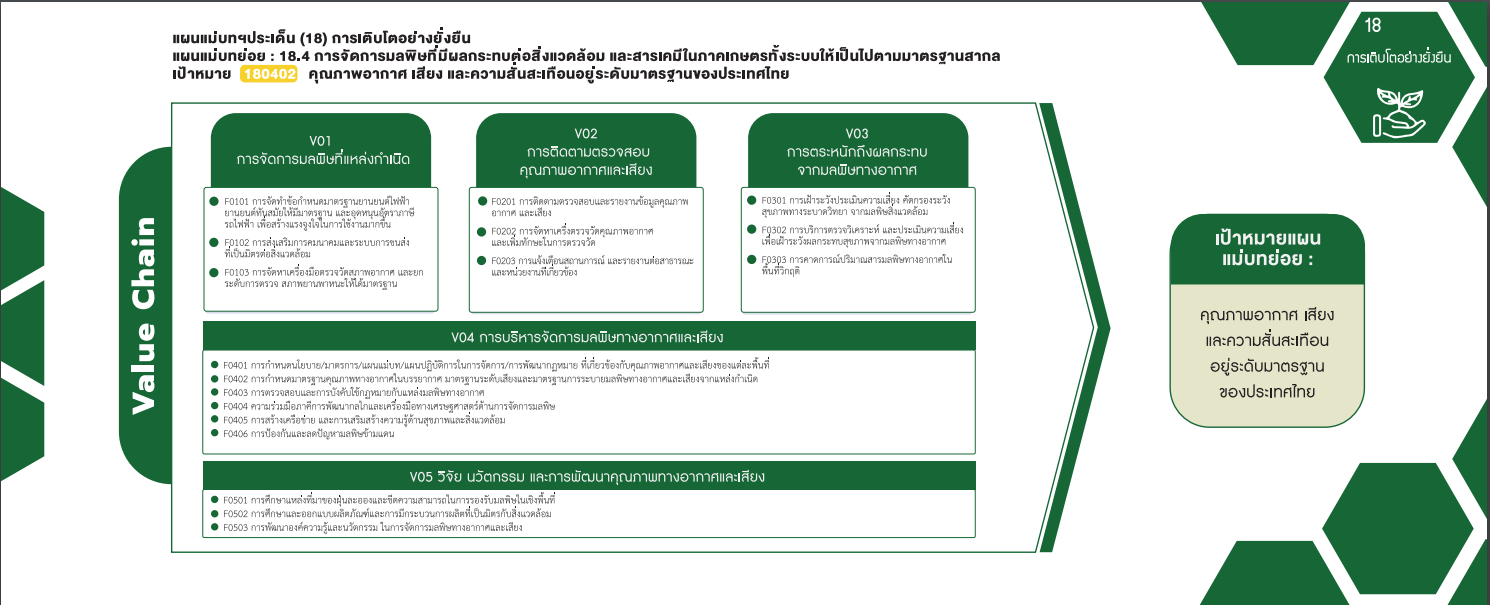 แผนแม่บทฯประเด็น (18) การเติบโตอย่างยั่งยืน
แผนแม่บทย่อย : 18.4 การจัดการมลพิษที่มีผลกระทบต่อสิ่งแวดล้อม และสารเคมีในภาคเกษตรทั้งระบบให้เป็นไปตามมาตรฐานสากล
เป้าหมาย 180402 คุณภาพอากาศ เสียง และความสั่นสะเทือนอยู่ระดับมาตรฐานของประเทศไทย
18
การเติบโตอย่างยั่งยืน
Value Chain
V01
การจัดการมลพิษที่แหล่งกำเนิด
F0101 การจัดทำข้อกำหนดมาตรฐานยานยนต์ไฟฟ้า
ยานยนต์ทันสมัยให้มีมาตรฐาน และอุดหนุนอัตราภาษี
รถไฟฟ้า เพื่อสร้างแรงจูงใจในการใช้งานมากขึ้น
F0102 การส่งเสริมการคมนาคมและระบบการขนส่ง
ที่เป็นมิตรต่อสิ่งแวดล้อม
F0103 การจัดหาเครื่องมือตรวจวัดสภาพอากาศ และยก
ระดับการตรวจ สภาพยานพาหนะให้ได้มาตรฐาน
V02
การติดตามตรวจสอบ
คุณภาพอากาศและเสียง
F0201 การติดตามตรวจสอบและรายงานข้อมูลคุณภาพ
อากาศ และเสียง
F0202 การจัดหาเครื่งตรวจวัดคุณภาพอากาศ
และเพิ่มทักษะในการตรวจวัด
F0203 การแจ้งเตือนสถานการณ์ และรายงานต่อสาธารณะ
และหน่วยงานที่เกี่ยวข้อง
V03
การตระหนักถึงผลกระทบ
จากมลพิษทางอากาศ
F0301 การเฝ้าระวังประเมินความเสี่ยง คัดกรองระวัง
สุขภาพทางระบาดวิทยา จากมลพิษสิ่งแวดล้อม
F0302 การบริการตรวจวิเคราะห์ และประเมินความเสี่ยง
เพื่อเฝ้าระวังผลกระทบสุขภาพจากมลพิษทางอากาศ
F0303 การคาดการณ์ปริมาณสารมลพิษทางอากาศใน
พื้นที่วิกฤติ
V04 การบริหารจัดการมลพิษทางอากาศและเสียง
F0401 การกำหนดนโยบาย/มาตรการ/แผนแม่บท/แผนปฏิบัติการในการจัดการ/การพัฒนากฎหมาย ที่เกี่ยวข้องกับคุณภาพอากาศและเสียงของแต่ละพื้นที่
F0402 การกำหนดมาตรฐานคุณภาพทางอากาศในบรรยากาศ มาตรฐานระดับเสียงและมาตรฐานการระบายมลพิษทางอากาศและเสียงจากแหล่งกำเนิด
F0403 การตรวจสอบและการบังคับใช้กฎหมายกับแหล่งมลพิษทางอากาศ
F0404 ความร่วมมือภาคีการพัฒนากลไกและเครื่องมือทางเศรษฐศาสตร์ด้านการจัดการมลพิษ
F0405 การสร้างเครือข่าย และการเสริมสร้างความรู้ด้านสุขภาพและสิ่งแวดล้อม
F0406 การป้องกันและลดปัญหามลพิษข้ามแดน
V05 วิจัย นวัตกรรม และการพัฒนาคุณภาพทางอากาศและเสียง
F0501 การศึกษาแหล่งที่มาของฝุ่นละอองและขีดความสามารถในการรองรับมลพิษในเชิงพื้นที่
F0502 การศึกษาและออกแบบผลิตภัณฑ์และการมีกระบวนการผลิตที่เป็นมิตรกับสิ่งแวดล้อม
F0503 การพัฒนาองค์ความรู้และนวัตกรรม ในการจัดการมลพิษทางอากาศและเสียง
เป้าหมายแผน
แม่บทย่อย :
คุณภาพอากาศ เสียง
และความสั่นสะเทือน
อยู่ระดับมาตรฐาน
ของประเทศไทย